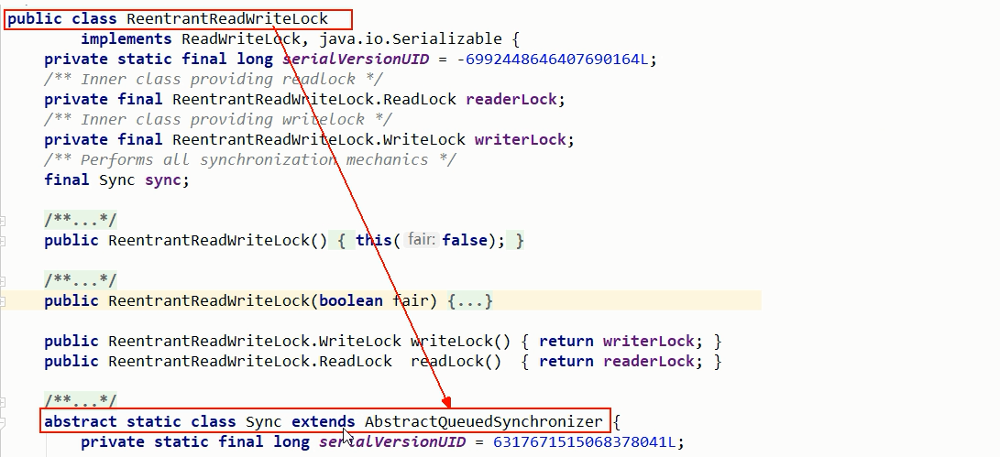 public class ReentrantReadWriteLock
implements ReadWriteLock, java.io.Serializable {
private static final long serialVersionUID = -6992448646407690164L;
/** Inner class providing readlock */
private final ReentrantReadWriteLock.ReadLock readerLock;
/** Inner class providing writelock */
private final ReentrantReadWriteLock.WriteLock writerLock;
/** Performs all synchronization mechanics */
final Sync sync;
/**...*/
public ReentrantReadWriteLock() { this( fair: false); }
/**...*/
public ReentrantReadWriteLock(boolean fair) {...}
public ReentrantReadWriteLock.WriteLock writeLock() { return writerLock; }
public ReentrantReadWriteLock.ReadLock  readLock()  { return readerLock; }
/**...*/
abstract static class Sync extends AbstractQueuedSynchronizer {
private static final long serialVersionUID = 6317671515068378041L;